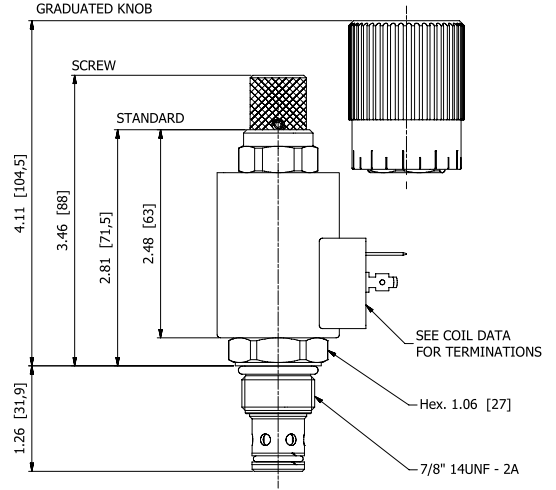 GRADUATED KNOB
SCREW
STANDARD
4.11 [104,5]
3.46 [88]
2.81 [71,5]
2.48 [63]
SEE COIL DATA
FOR TERMINATIONS
1.26 [31,9]
Hex. 1.06 [27]
7/8" 14UNF - 2A